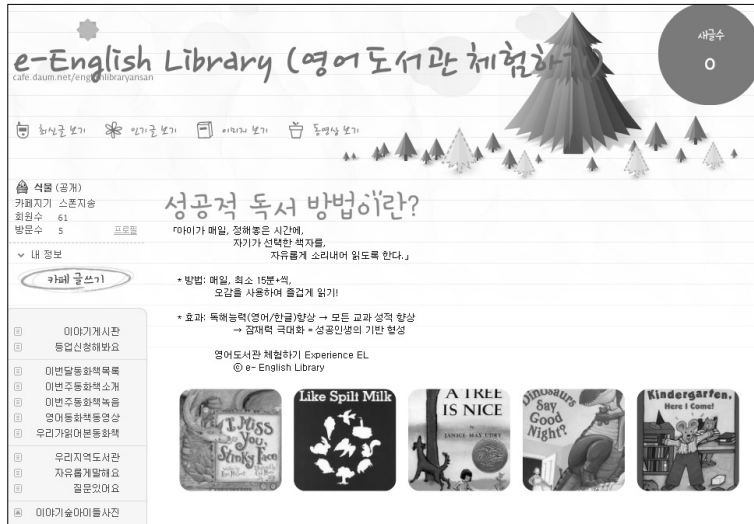 e-English Library (영어도서관 체험하기)
cafe.daum.net/englishlibraryansan
새글수
0
최신글 보기
인기글 보기
이미지 보기
동영상 보기
석물 (공개)
카페지기 스폰지송
회원수 61
방문수 5 프로필
내 정보
카페 글쓰기
이야기게시판
등업신청해봐요
이번달동화책목록
이번주동화책소개
이번주동화책녹음
영어동화책동영상
우리가읽어본동화책
우리지역도서관
자유롭게말해요
질문있어요
이야기숲아이들사진
성공적 독서 방법이란?
「아이가 매일, 정해놓은 시간에,
자기가 선택한 책자를,
자유롭게 소리내어 읽도록 한다.」
* 방법: 매일, 최소 15분+씩,
오감을 사용하여 즐겁게 읽기!
* 효과: 독해능력(영어/한글)향상 → 모든 교과 성적 향상
→ 잠재력 극대화 = 성공인생의 기반 형성
영어도서관 체험하기 Experience EL
ⓒ e- English Library
I Miss
You,
Stinky Face
Like Spilt Milk
A TREE
IS NICE
BY
JANICE MAY UDRY
Dinosaurs
Say
Good
Night?
Kindergarten,
Here I Come!